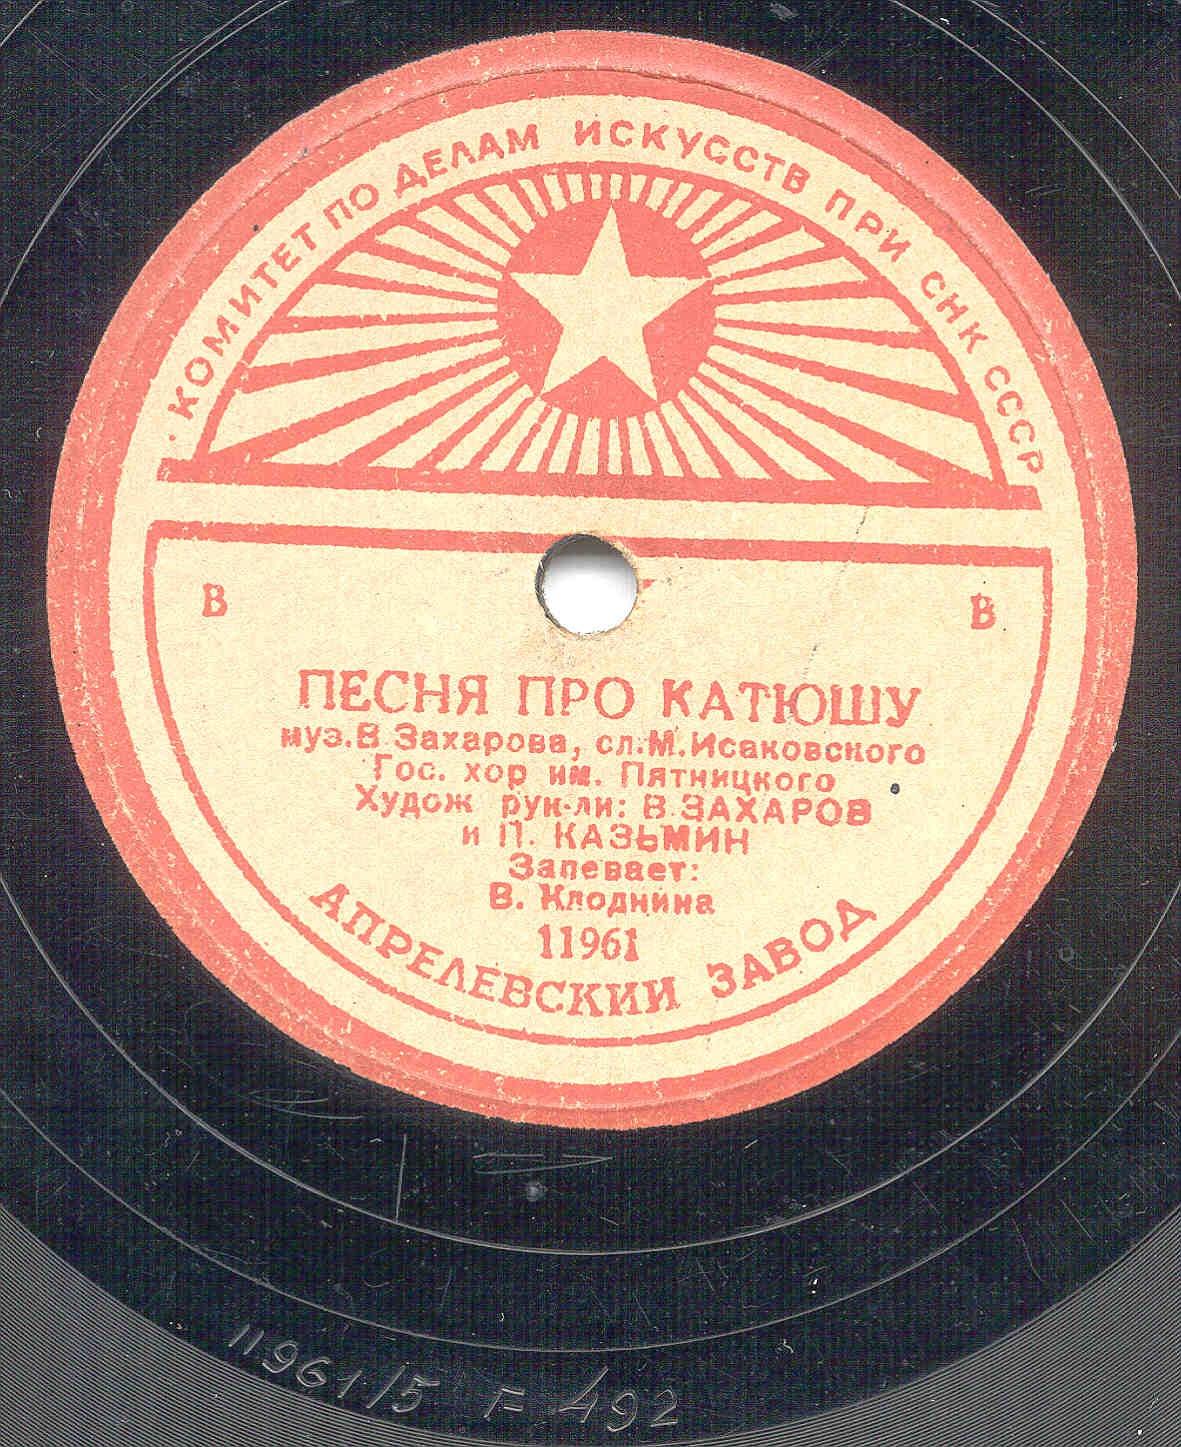 · КОМИТЕТ ПО ДЕЛАМ ИСКУССТВ ПРИ СНК СССР
В В
ПЕСНЯ ПРО КАТЮШУ
муз.В.Захарова, сл.М.Исаковского
Гос. хор им. Пятницкого
Худож рук-ли: В.ЗАХАРОВ
и П. КАЗЬМИН
Запевает:
В. Клоднина
11961
АПРЕЛЕВСКИЙ ЗАВОД
11961/5 Г-492